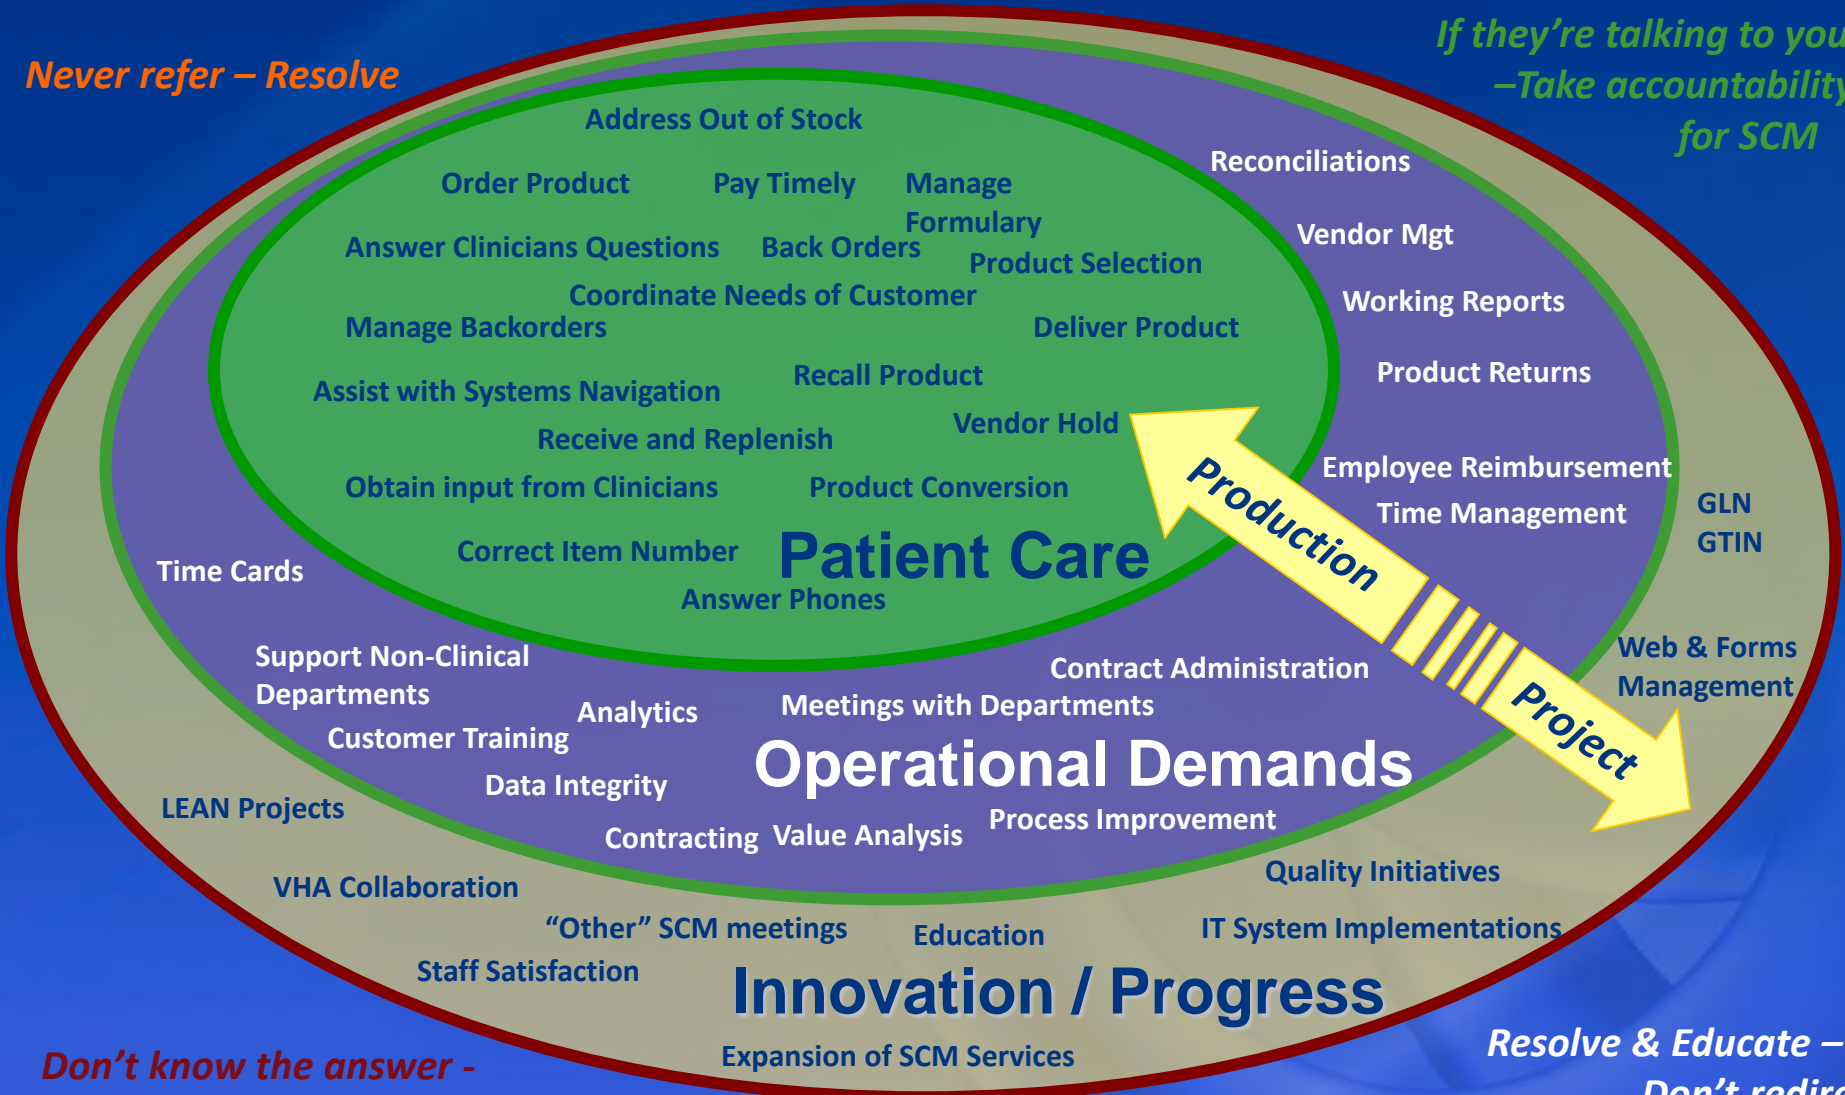 Never refer – Resolve
If they're talking to you
–Take accountability
for SCM
Address Out of Stock
Order Product
Pay Timely
Manage
Formulary
Answer Clinicians Questions
Back Orders
Product Selection
Coordinate Needs of Customer
Manage Backorders
Deliver Product
Recall Product
Assist with Systems Navigation
Vendor Hold
Receive and Replenish
Obtain input from Clinicians
Product Conversion
Correct Item Number
Patient Care
Answer Phones
Reconciliations
Vendor Mgt
Working Reports
Product Returns
Employee Reimbursement
Time Management
Production
Project
GLN
GTIN
Web & Forms
Management
Time Cards
Support Non-Clinical
Departments
Analytics
Customer Training
Data Integrity
Contract Administration
Meetings with Departments
Operational Demands
Contracting
Value Analysis
Process Improvement
LEAN Projects
VHA Collaboration
Quality Initiatives
"Other" SCM meetings
Education
IT System Implementations
Staff Satisfaction
Innovation / Progress
Expansion of SCM Services
Don't know the answer -
Resolve & Educate –
Don't